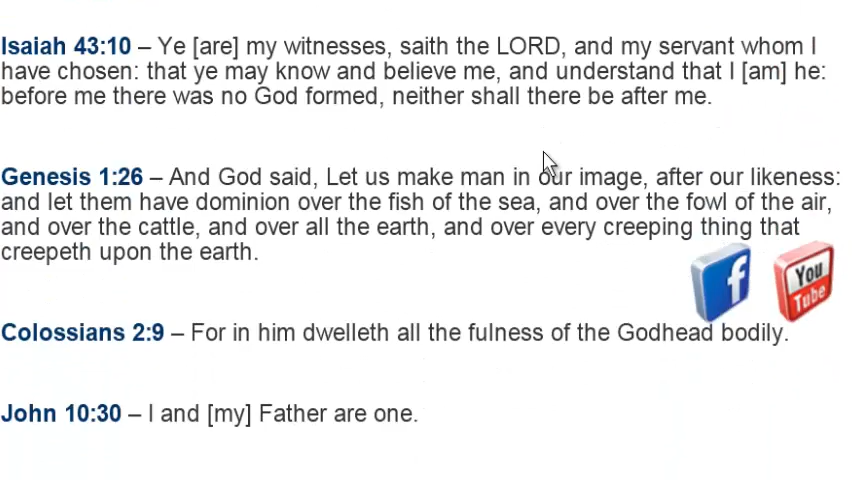 Isaiah 43:10 – Ye [are] my witnesses, saith the LORD, and my servant whom I
have chosen: that ye may know and believe me, and understand that I [am] he:
before me there was no God formed, neither shall there be after me.
Genesis 1:26 – And God said, Let us make man in our image, after our likeness:
and let them have dominion over the fish of the sea, and over the fowl of the air,
and over the cattle, and over all the earth, and over every creeping thing that
creepeth upon the earth.
f
You
Tube
Colossians 2:9 – For in him dwelleth all the fulness of the Godhead bodily.
John 10:30 – I and [my] Father are one.